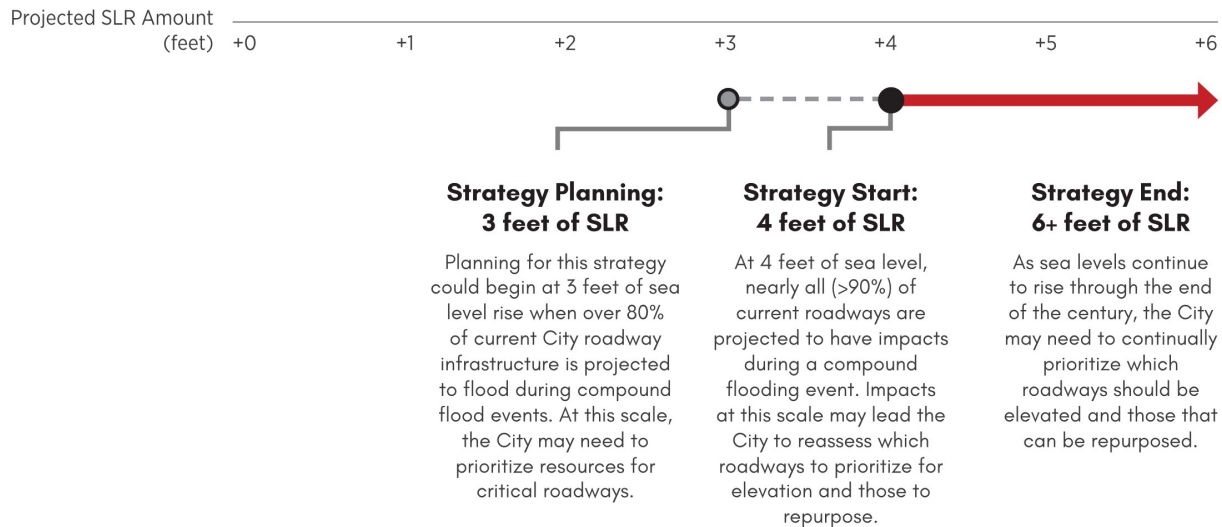 Projected SLR Amount
(feet) +0 +1 +2 +3 +4 +5 +6
Strategy Planning:
3 feet of SLR
Planning for this strategy
could begin at 3 feet of sea
level rise when over 80%
of current City roadway
infrastructure is projected
to flood during compound
flood events. At this scale,
the City may need to
prioritize resources for
critical roadways.
Strategy Start:
4 feet of SLR
At 4 feet of sea level,
nearly all (>90%) of
current roadways are
projected to have impacts
during a compound
flooding event. Impacts
at this scale may lead the
City to reassess which
roadways to prioritize for
elevation and those to
repurpose.
Strategy End:
6+ feet of SLR
As sea levels continue
to rise through the end
of the century, the City
may need to continually
prioritize which
roadways should be
elevated and those that
can be repurposed.